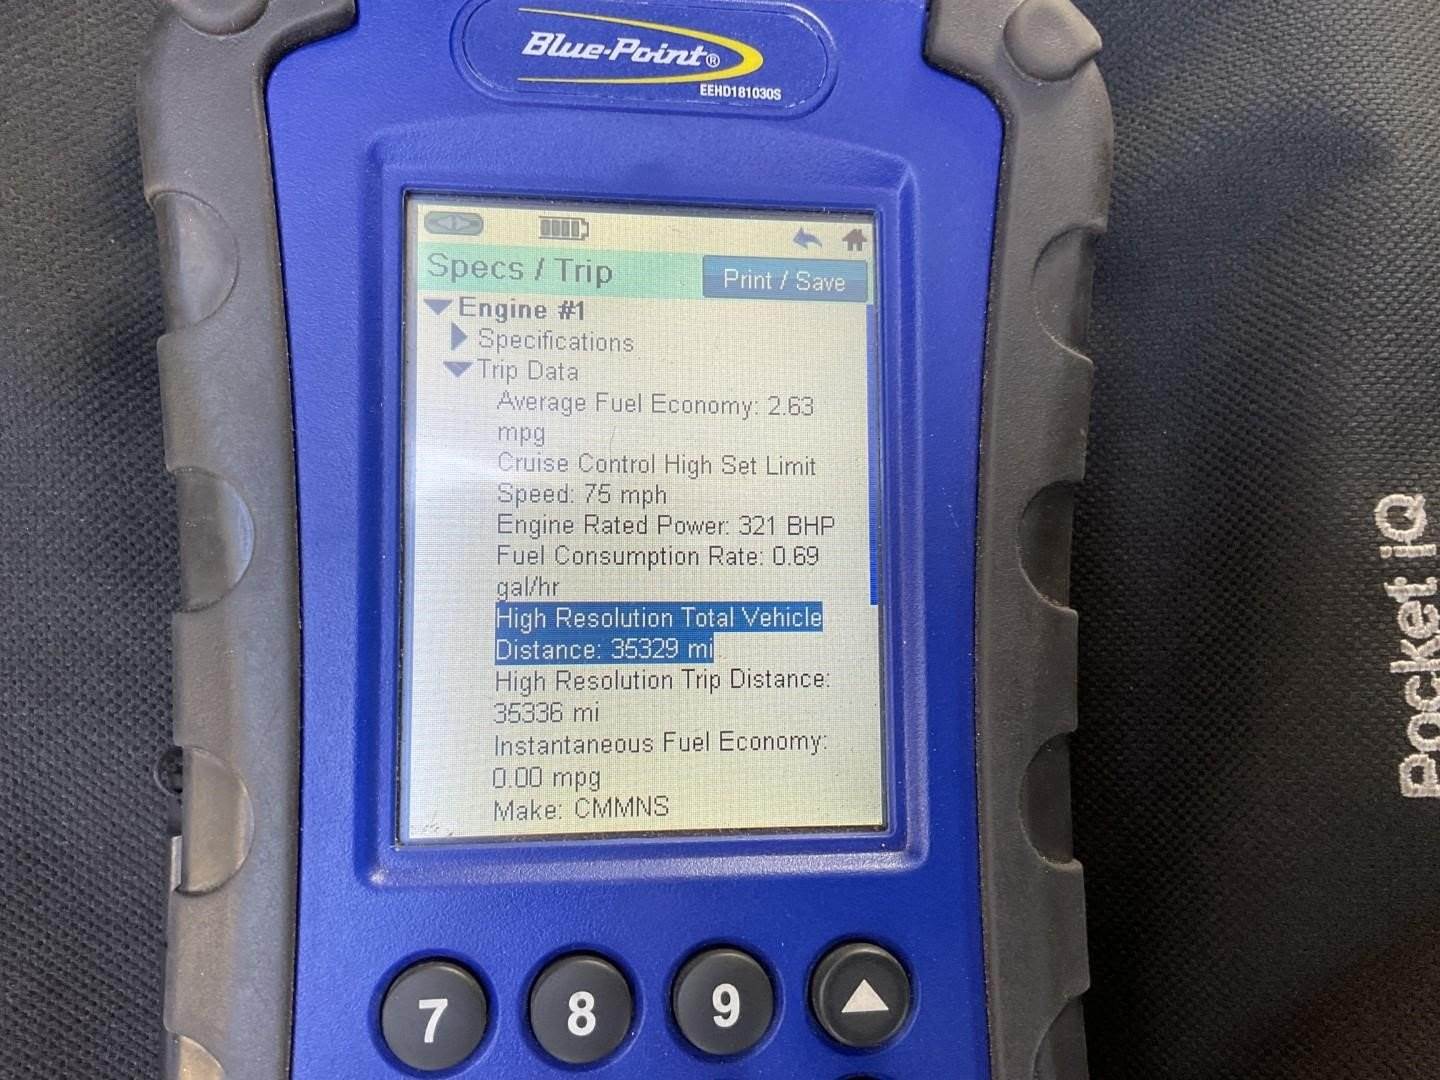 Blue-Point®
EEHD181030S
Specs / Trip
Print / Save
Engine #1
Specifications
Trip Data
Average Fuel Economy: 2.63
mpg
Cruise Control High Set Limit
Speed: 75 mph
Engine Rated Power: 321 BHP
Fuel Consumption Rate: 0.69
gal/hr
High Resolution Total Vehicle
Distance: 35329 mi
High Resolution Trip Distance:
35336 mi
Instantaneous Fuel Economy:
0.00 mpg
Make: CMMNS
7 8 9
Pocket iQ